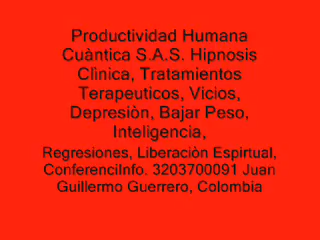 Productividad Humana
Cuàntica S.A.S. Hipnosis
Clìnica, Tratamientos
Terapeuticos, Vicios,
Depresiòn, Bajar Peso,
Inteligencia,
Regresiones, Liberaciòn Espirtual,
ConferenciInfo. 3203700091 Juan
Guillermo Guerrero, Colombia